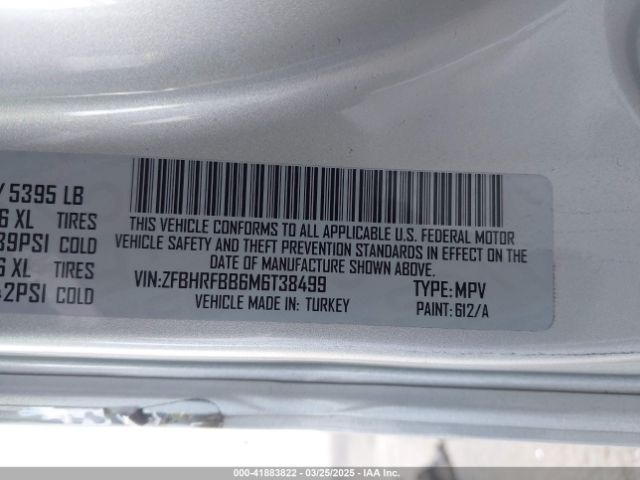 / 5395 LB
6 XL TIRES
39PSI COLD
6 XL TIRES
2PSI COLD
THIS VEHICLE CONFORMS TO ALL APPLICABLE U.S. FEDERAL MOTOR
VEHICLE SAFETY AND THEFT PREVENTION STANDARDS IN EFFECT ON THE
DATE OF MANUFACTURE SHOWN ABOVE.
VIN:ZFBHRFBB6M6T38499 TYPE:MPV
VEHICLE MADE IN: TURKEY PAINT:612/A
000-41883822 - 03/25/2025 - © IAA, Inc.